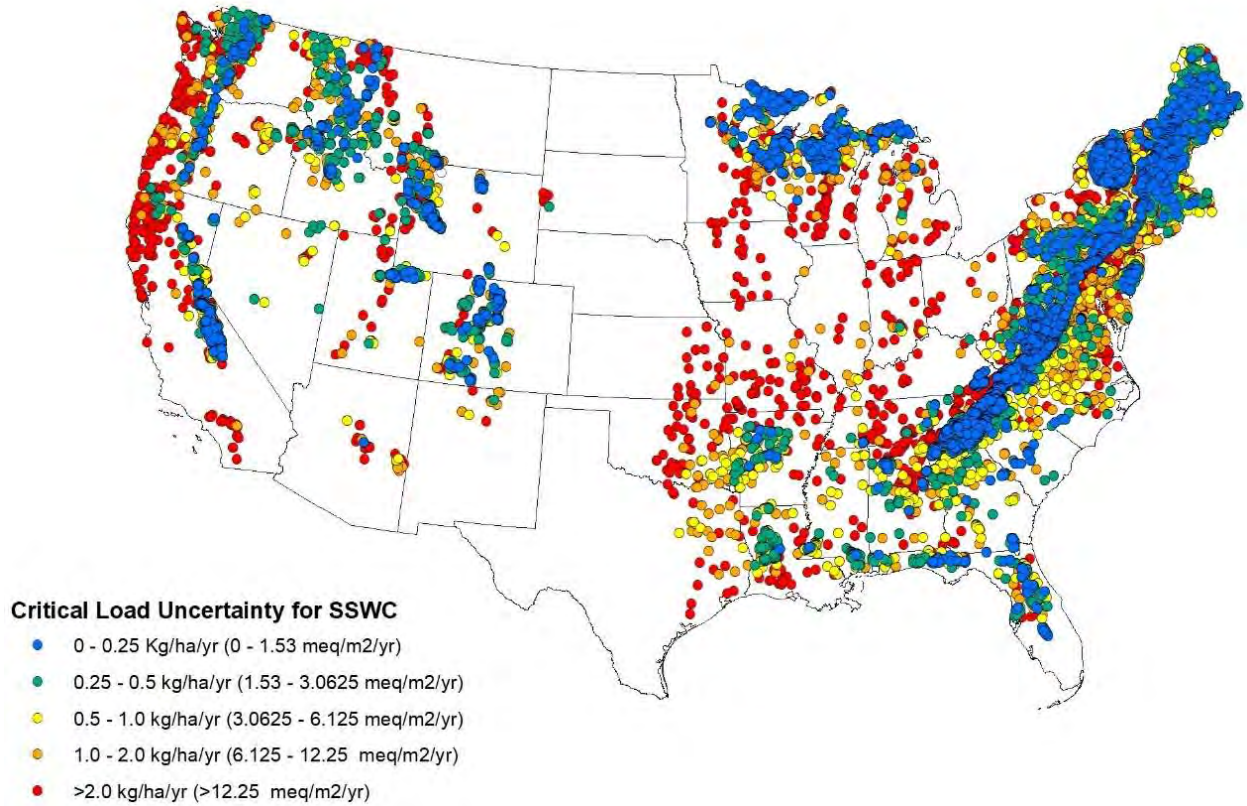 Critical Load Uncertainty for SSWC
0 - 0.25 Kg/ha/yr (0 - 1.53 meq/m2/yr)
0.25 - 0.5 kg/ha/yr (1.53 - 3.0625 meq/m2/yr)
0.5 - 1.0 kg/ha/yr (3.0625 - 6.125 meq/m2/yr)
1.0 - 2.0 kg/ha/yr (6.125 - 12.25 meq/m2/yr)
>2.0 kg/ha/yr (>12.25 meq/m2/yr)